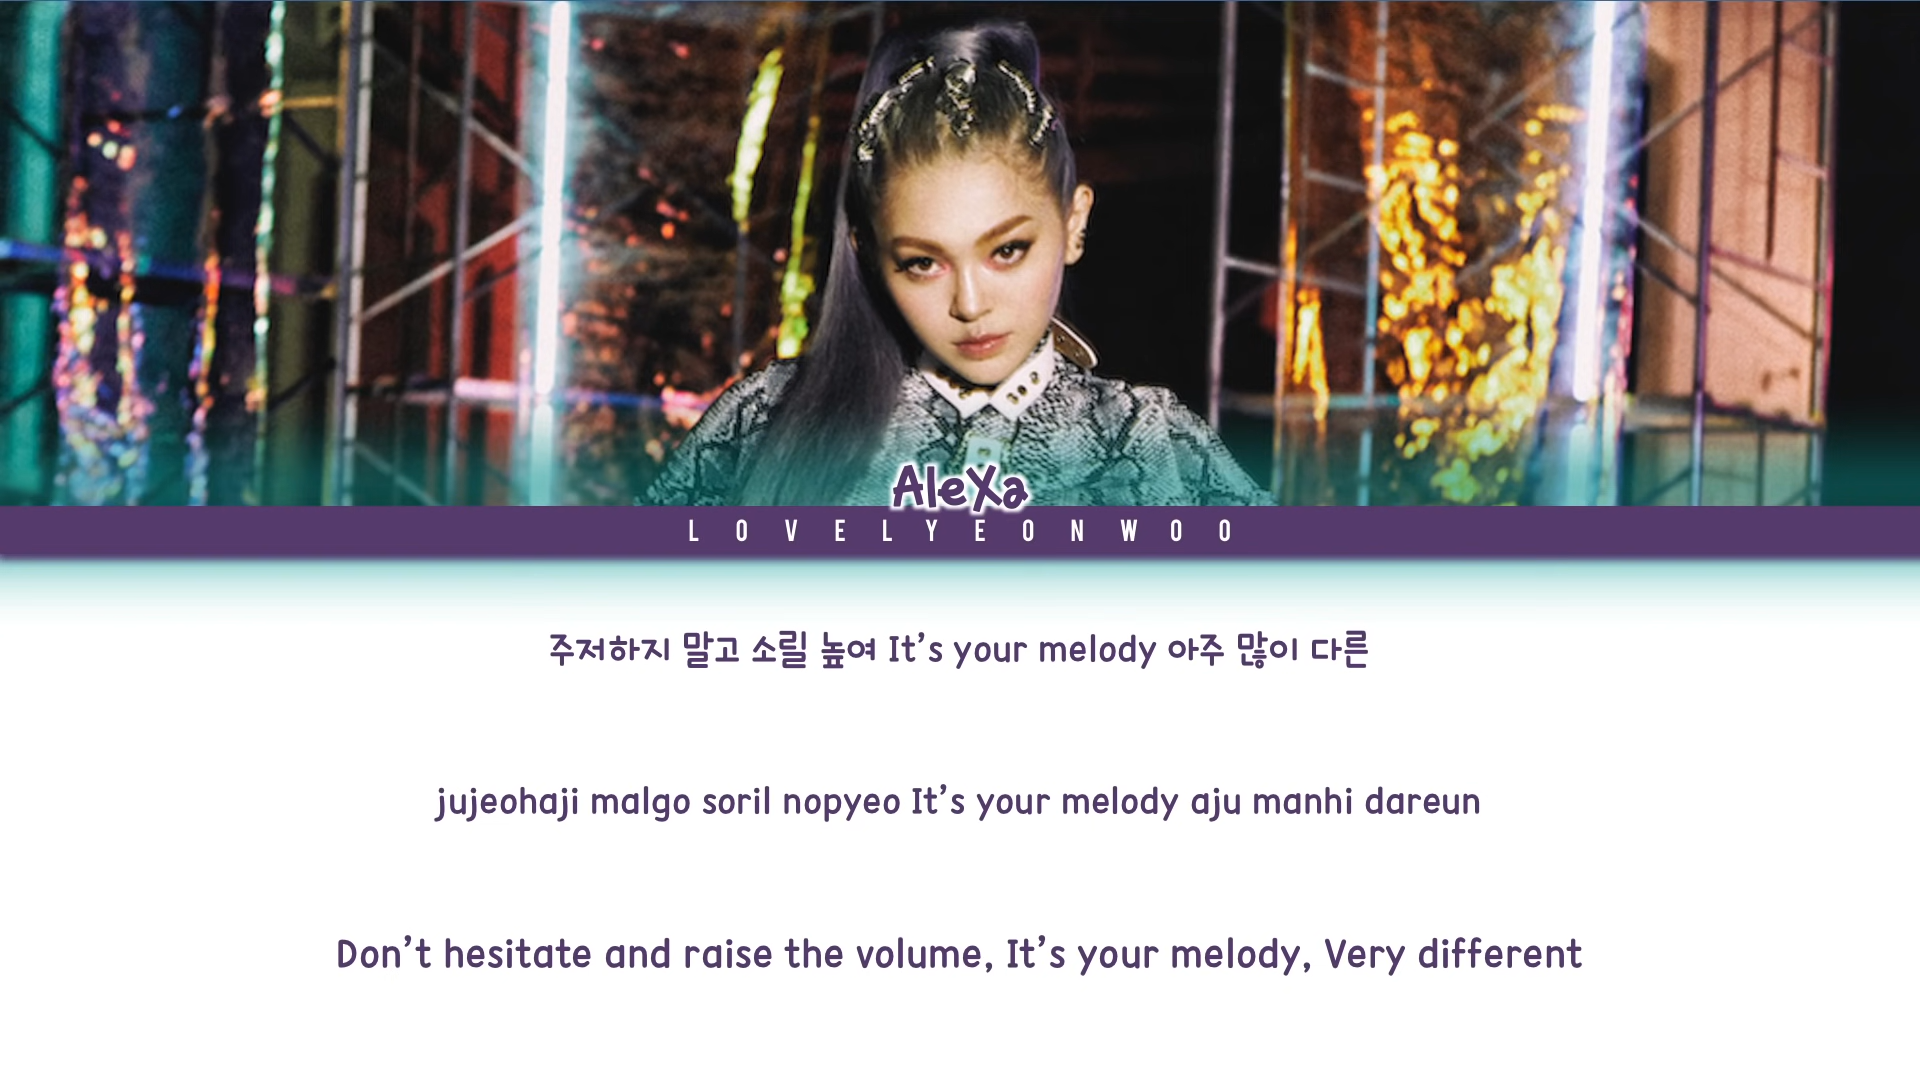 AleXa
LOVELYEONWOO
주저하지 말고 소릴 높여 It’s your melody 아주 많이 다른
jujeohaji malgo soril nopyeo It’s your melody aju manhi dareun
Don’t hesitate and raise the volume, It’s your melody, Very different